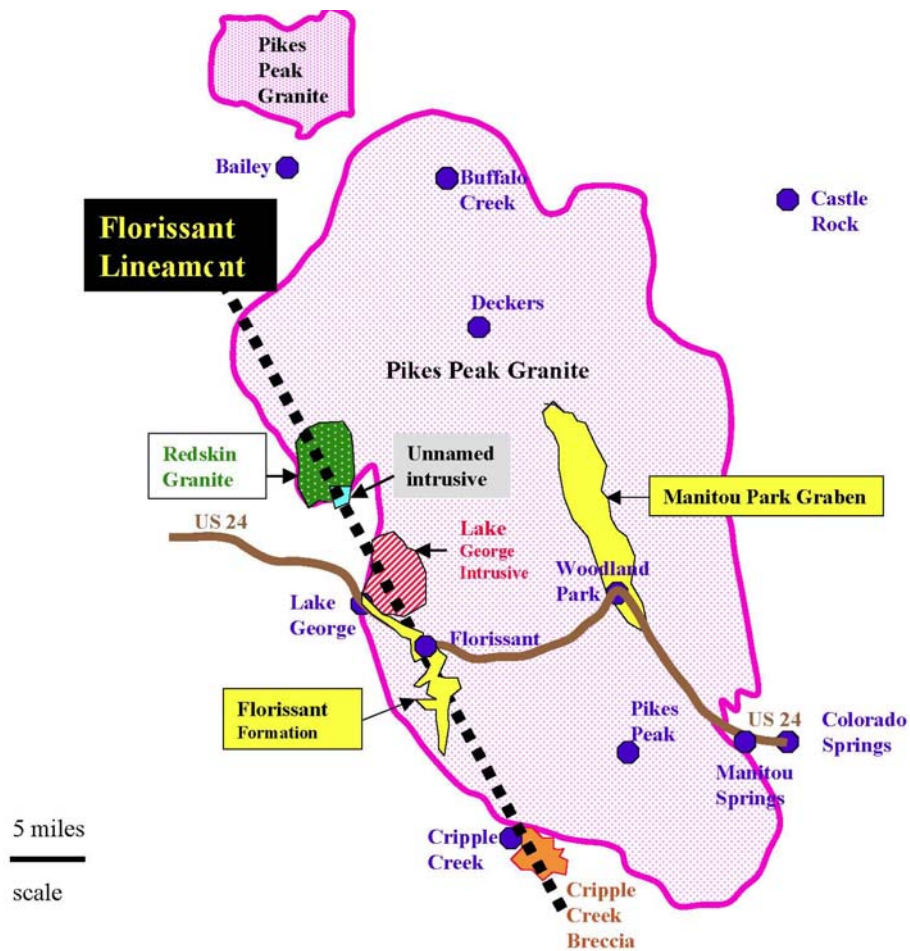 Pikes
Peak
Granite
Bailey
Buffalo
Creek
Castle
Rock
Florissant
Lineament
Deckers
Pikes Peak Granite
Redskin
Granite
Unnamed
intrusive
Manitou Park Graben
US 24
Lake
George
Intrusive
Woodland
Park
Lake
George
Florissant
Florissant
Formation
Pikes
Peak
US 24
Colorado
Springs
Manitou
Springs
5 miles
scale
Cripple
Creek
Cripple
Creek
Breccia